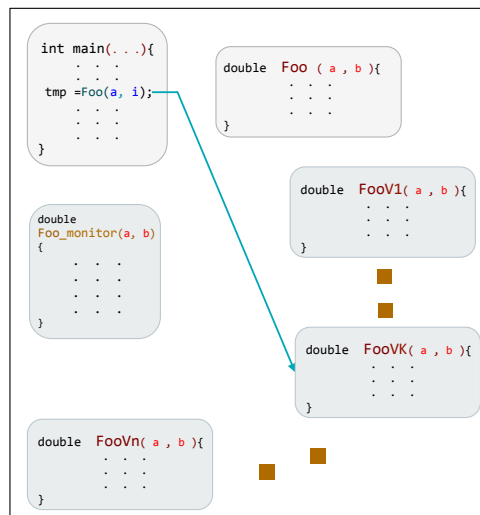 int main(. . .){
. . .
. . .
tmp =Foo(a, i);
. . .
. . .
. . .
}
double Foo ( a , b ){
. . .
. . .
. . .
}
double FooV1( a , b ){
. . .
. . .
. . .
}
double
Foo_monitor(a, b)
{
. . .
. . .
. . .
. . .
}
double FooVK( a , b ){
. . .
. . .
. . .
}
double FooVn( a , b ){
. . .
. . .
. . .
}